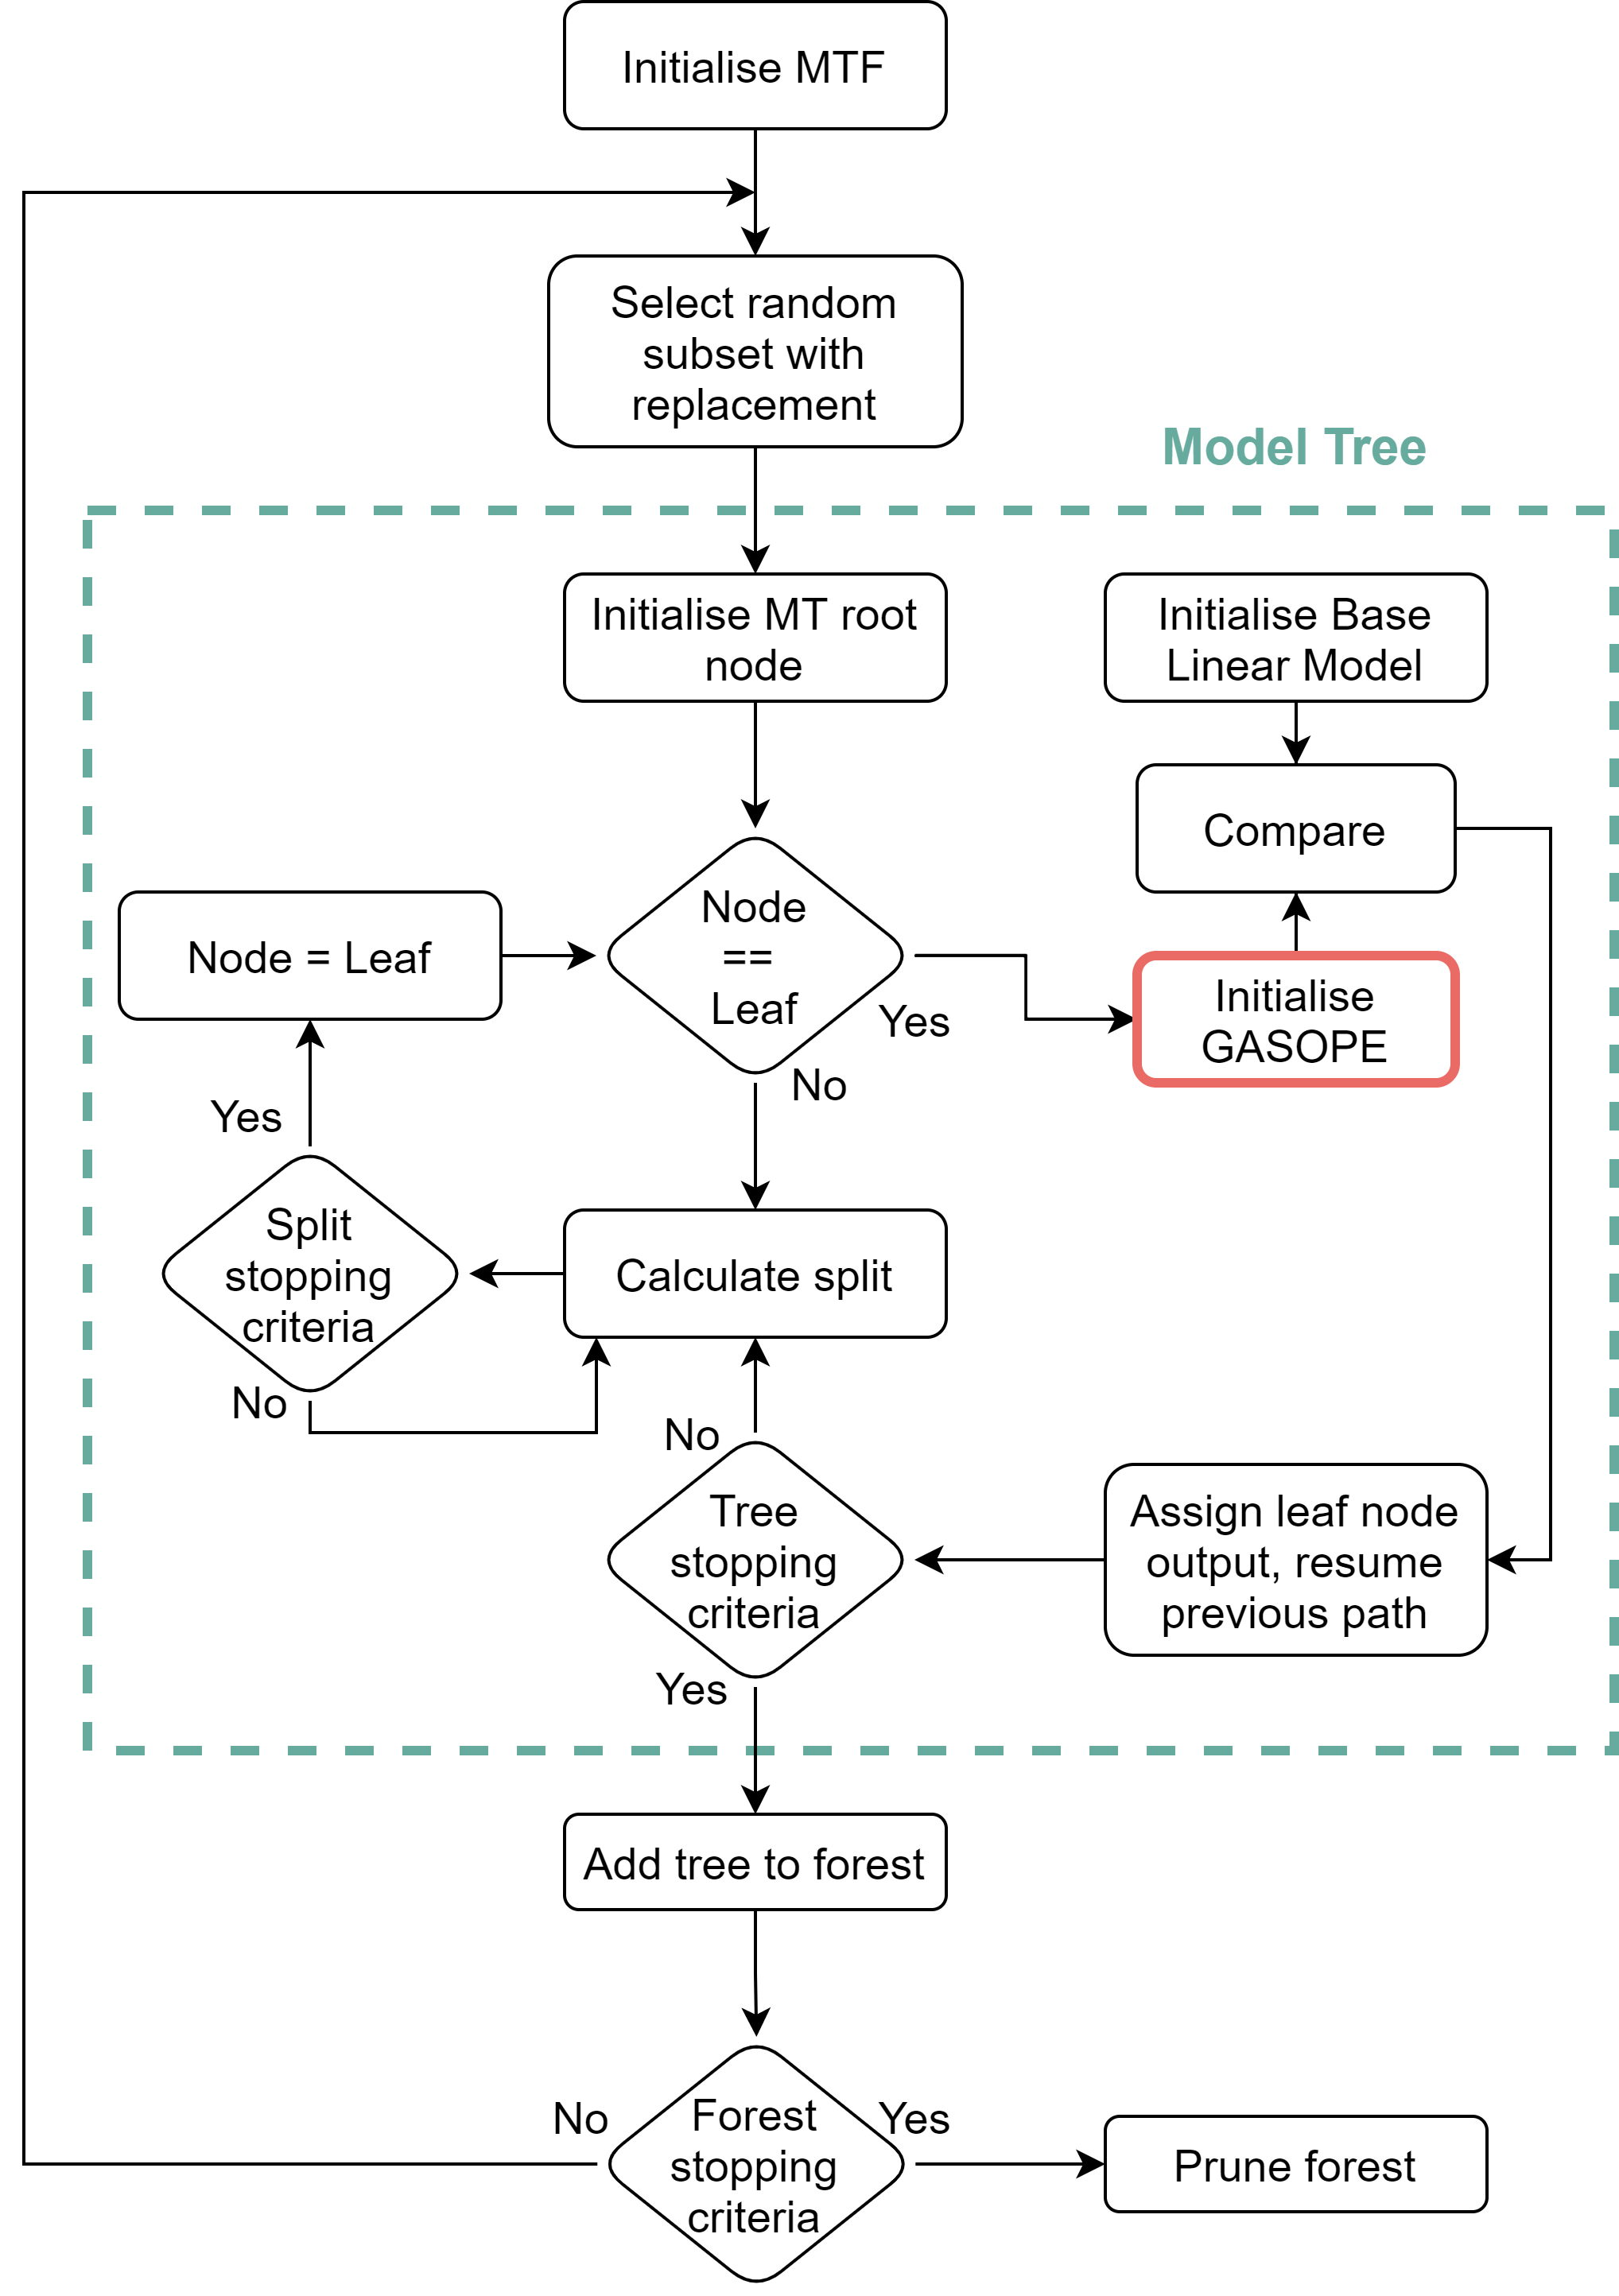 Initialise MTF
Select random
subset with
replacement
Model Tree
Initialise MT root
node
Initialise Base
Linear Model
Compare
Node
==
Leaf
Node = Leaf
Yes
Initialise
GASOPE
No
Yes
Split
stopping
criteria
Calculate split
No
No
Tree
stopping
criteria
Assign leaf node
output, resume
previous path
Yes
Add tree to forest
No
Forest
stopping
criteria
Yes
Prune forest